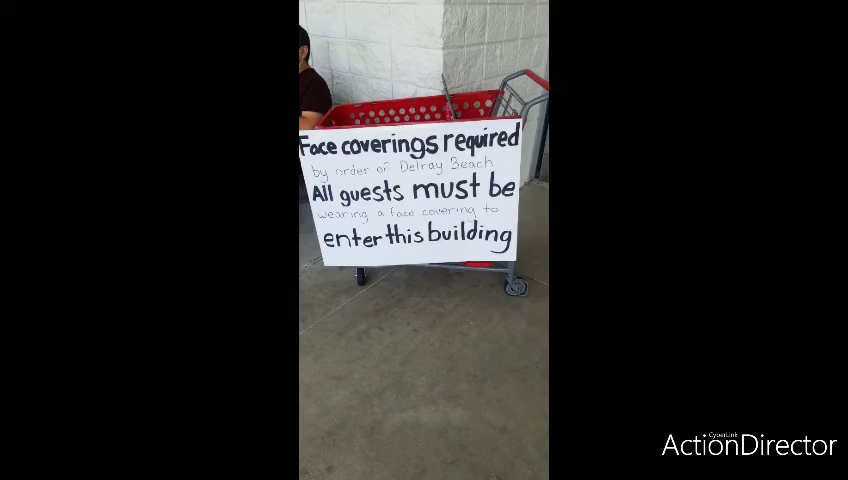 Face coverings required
by order of Delray Beach
All guests must be
wearing a face covering to
enter this building
CyberLink
ActionDirector